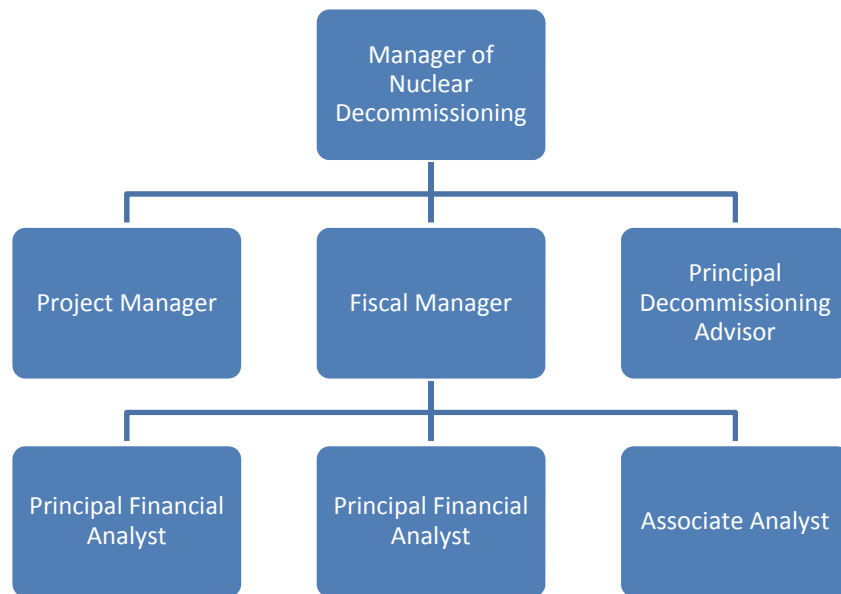 Manager of
Nuclear
Decommissioning
Project Manager
Fiscal Manager
Principal
Decommissioning
Advisor
Principal Financial
Analyst
Principal Financial
Analyst
Associate Analyst